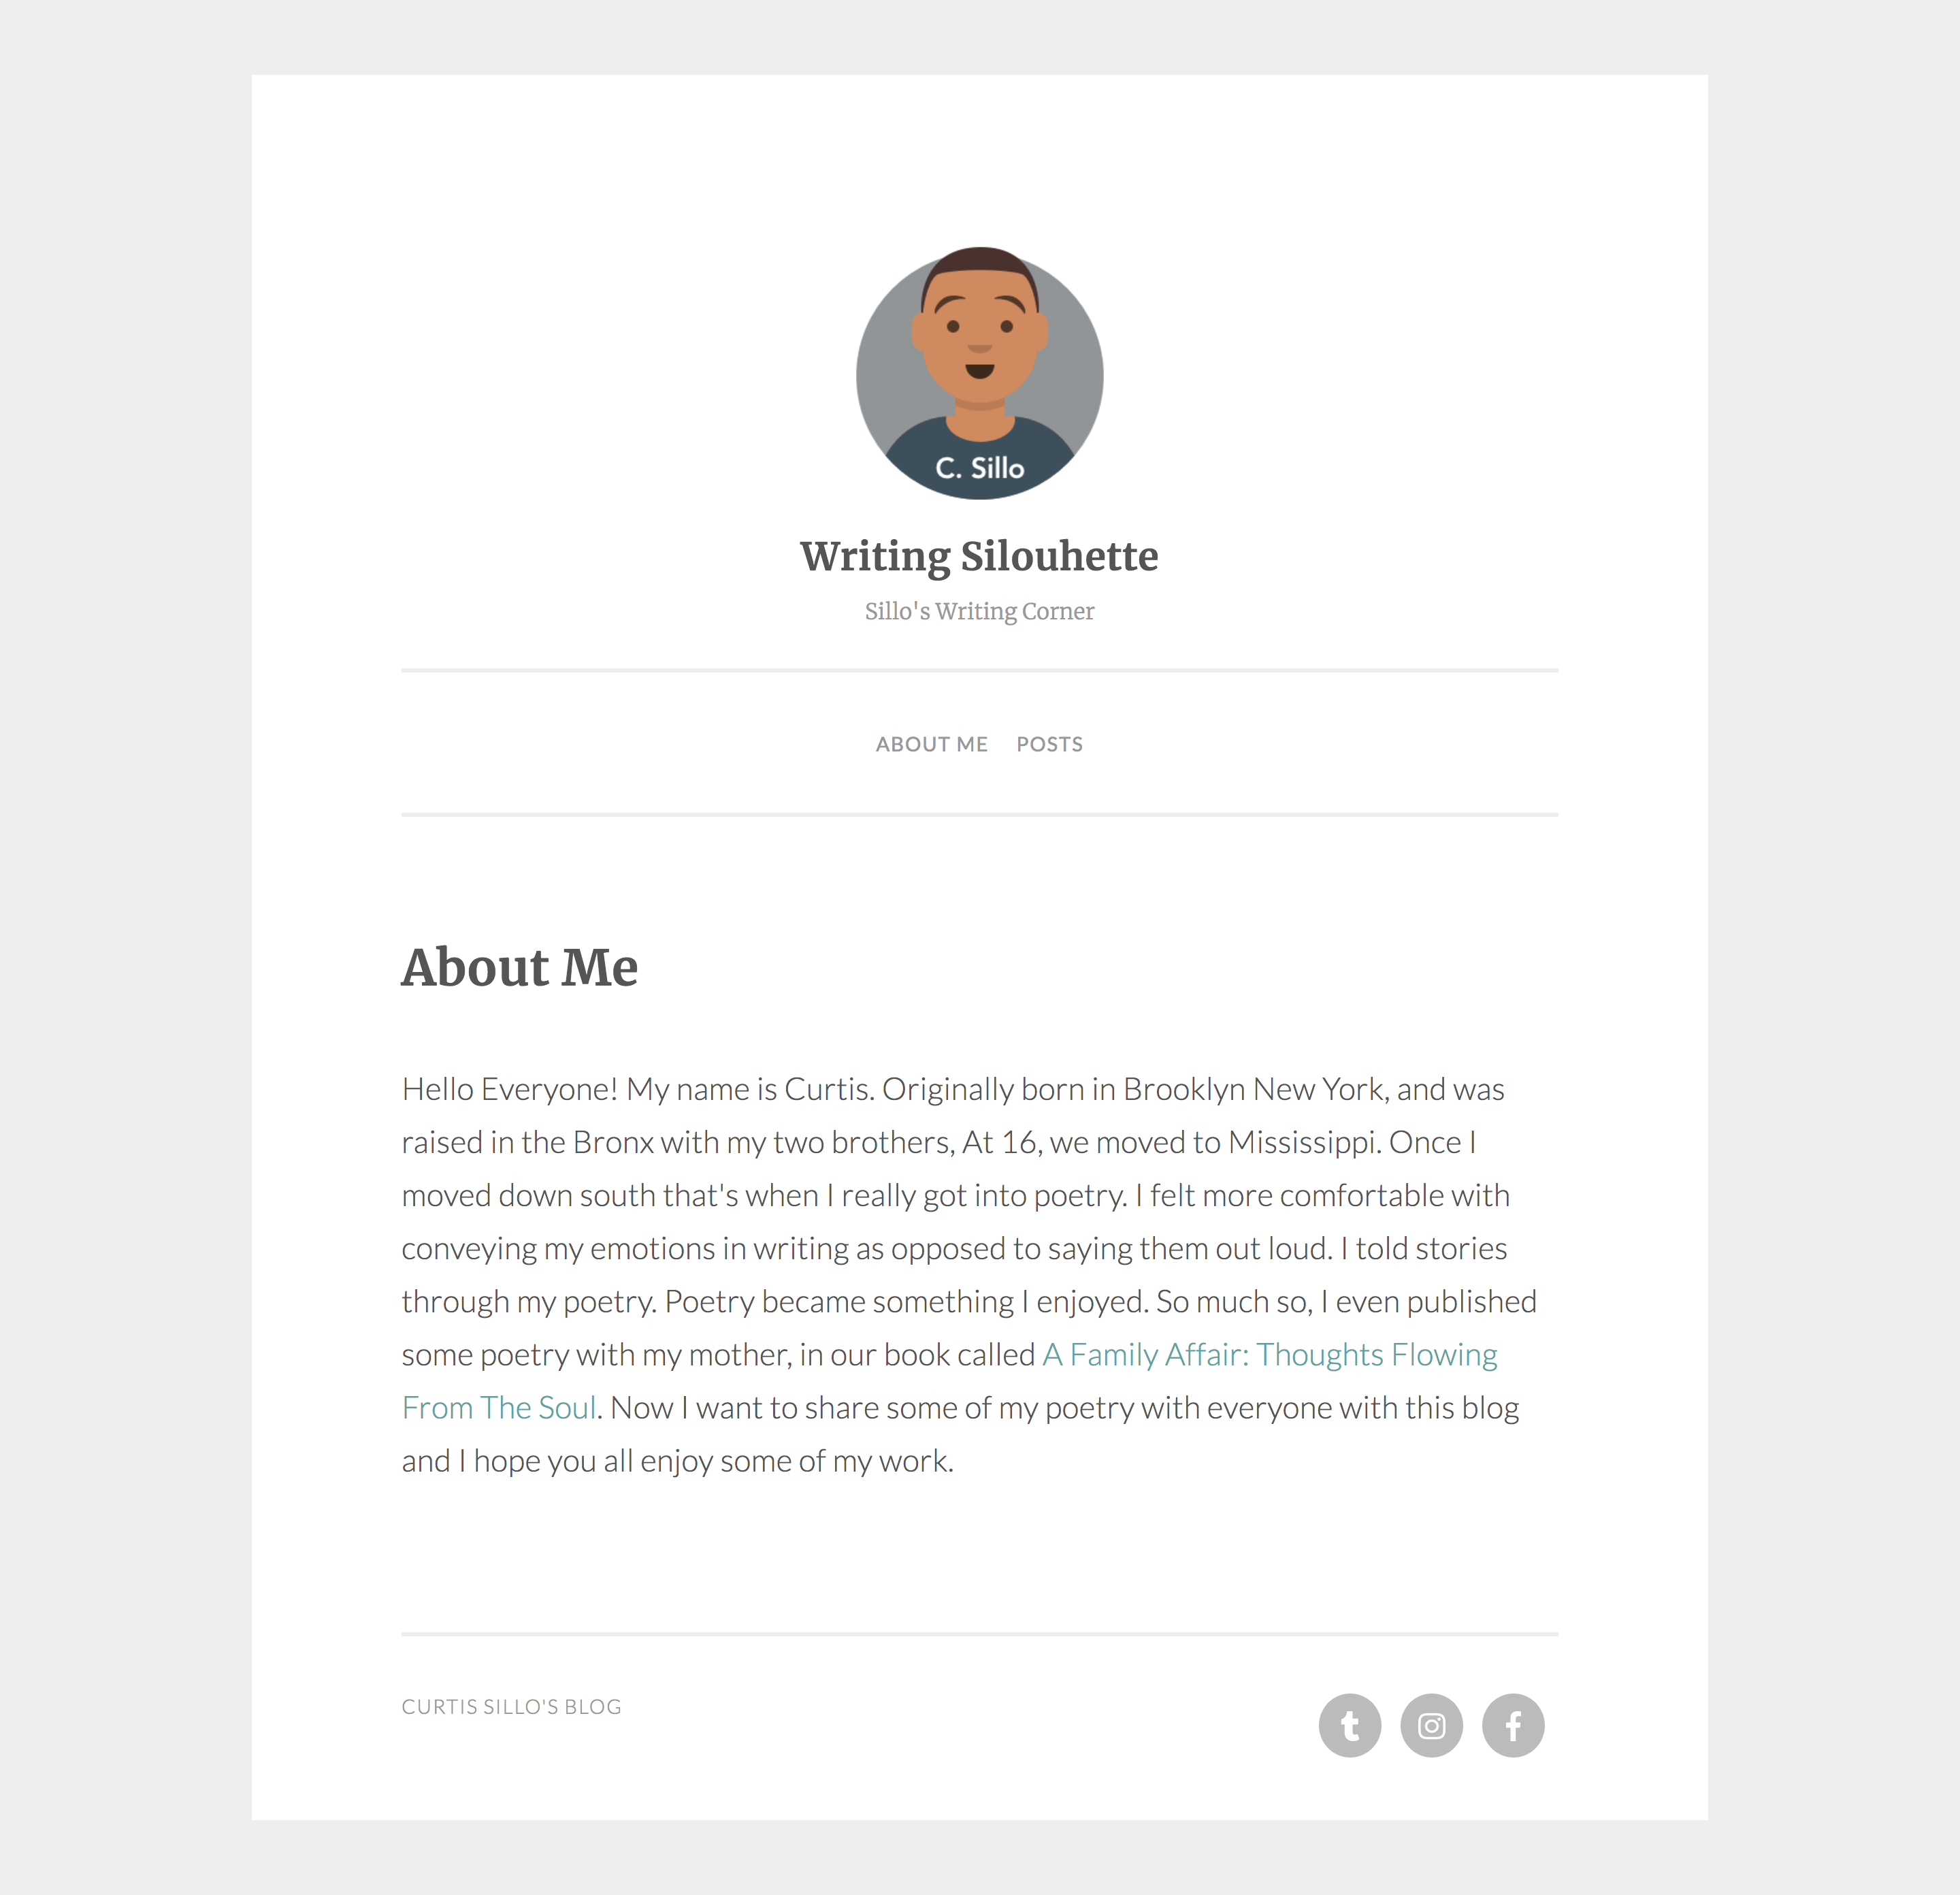 C. Sillo
Writing Silouhette
Sillo's Writing Corner
ABOUT ME POSTS
About Me
Hello Everyone! My name is Curtis. Originally born in Brooklyn New York, and was
raised in the Bronx with my two brothers, At 16, we moved to Mississippi. Once I
moved down south that's when I really got into poetry. I felt more comfortable with
conveying my emotions in writing as opposed to saying them out loud. I told stories
through my poetry. Poetry became something I enjoyed. So much so, I even published
some poetry with my mother, in our book called A Family Affair: Thoughts Flowing
From The Soul. Now I want to share some of my poetry with everyone with this blog
and I hope you all enjoy some of my work.
CURTIS SILLO'S BLOG